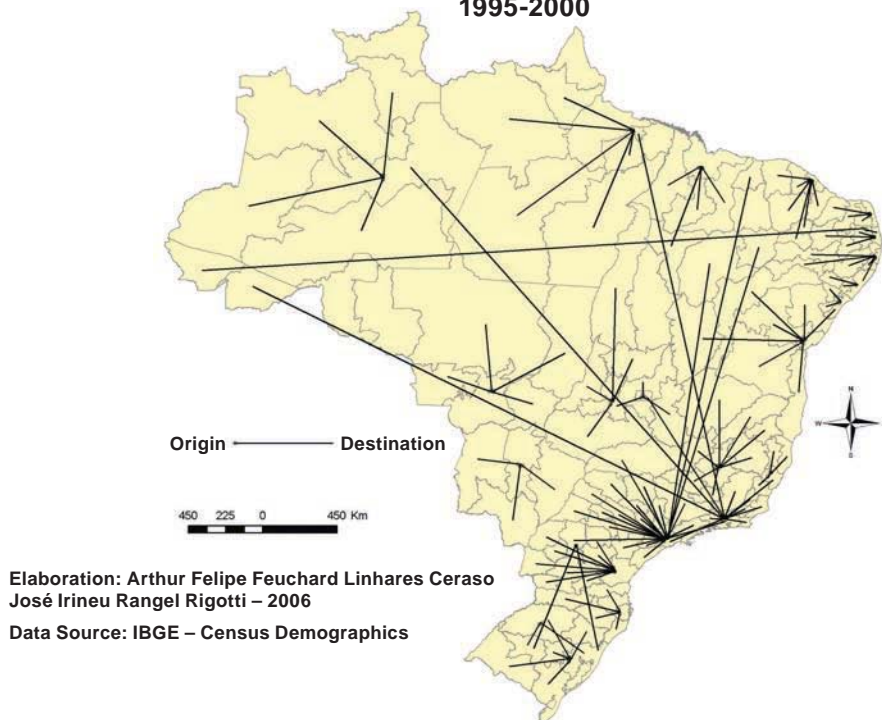 1995-2000
N
W
S
Origin
Destination
450 225 0 450 Km
Elaboration: Arthur Felipe Feuchard Linhares Ceraso
José Irineu Rangel Rigotti – 2006
Data Source: IBGE – Census Demographics